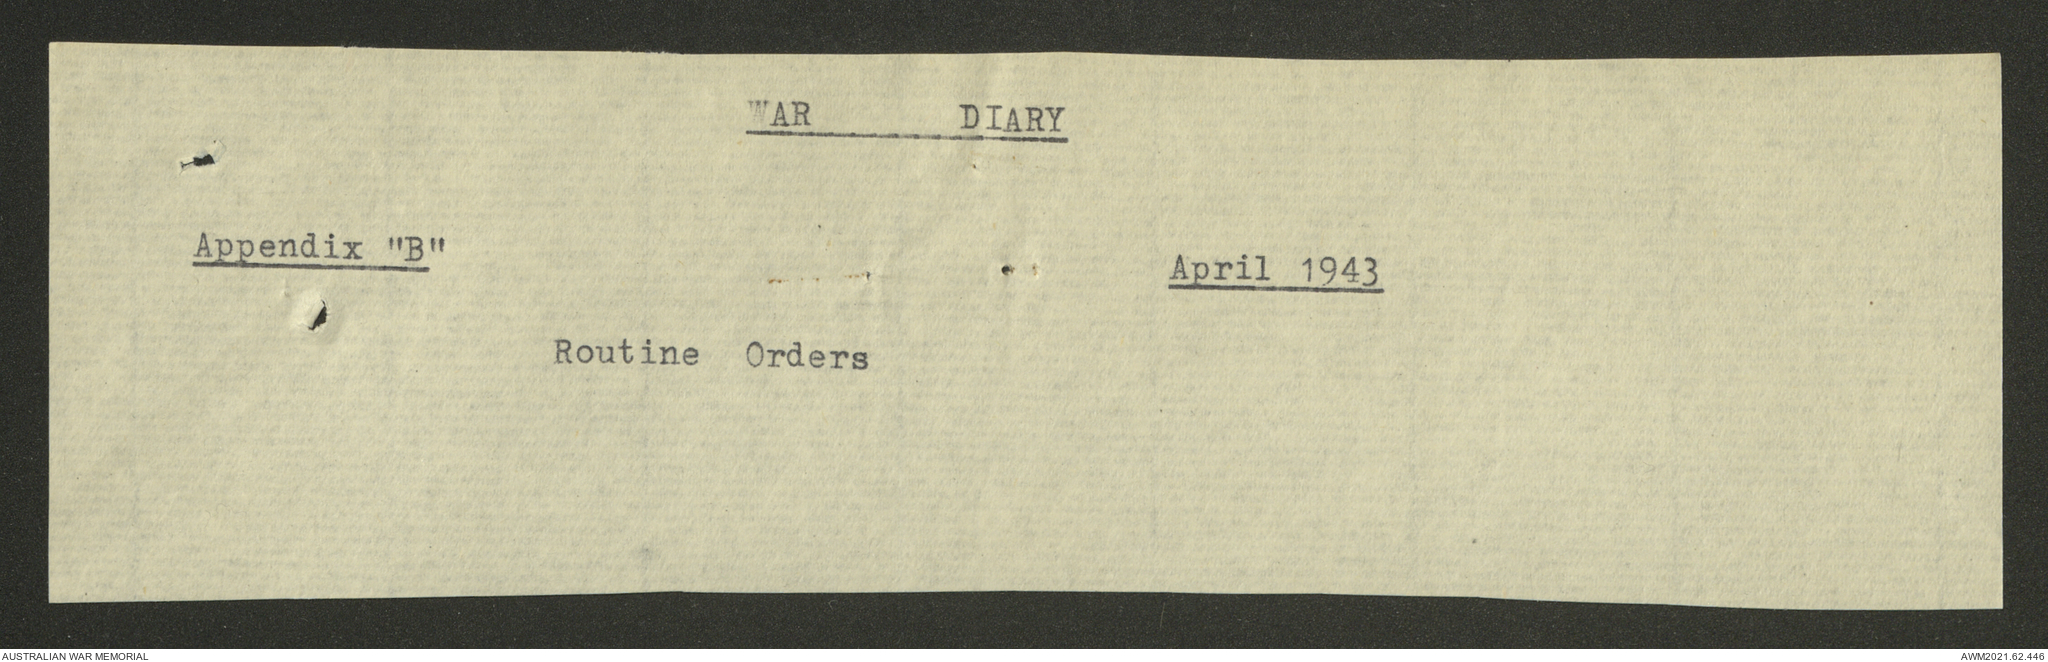 WAR DIARY
Appendix "B"
April 1943
Routine Orders
AUSTRALIAN WAR MEMORIAL
AWM2021.62.446